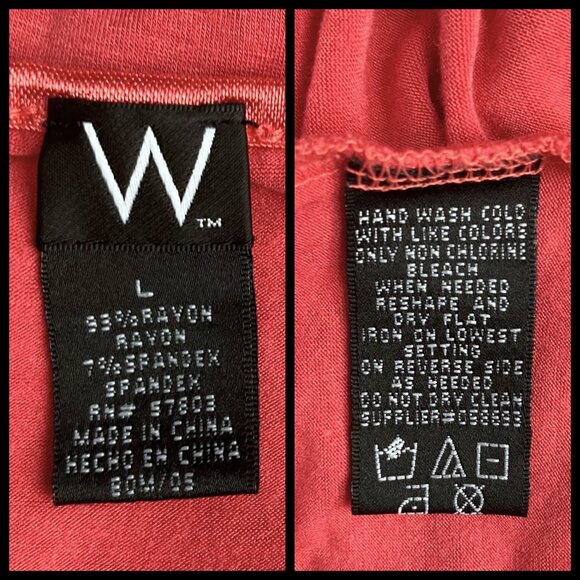 W
™
L
93% RAYON
RAYON
7% SPANDEX
SPANDEX
RN# 57803
MADE IN CHINA
HECHO EN CHINA
HAND WASH COLD
WITH LIKE COLORS
ONLY NON CHLORINE
BLEACH
WHEN NEEDED
RESHAPE AND
DRY FLAT
IRON ON LOWEST
SETTING
ON REVERSE SIDE
AS NEEDED
DO NOT DRY CLEAN